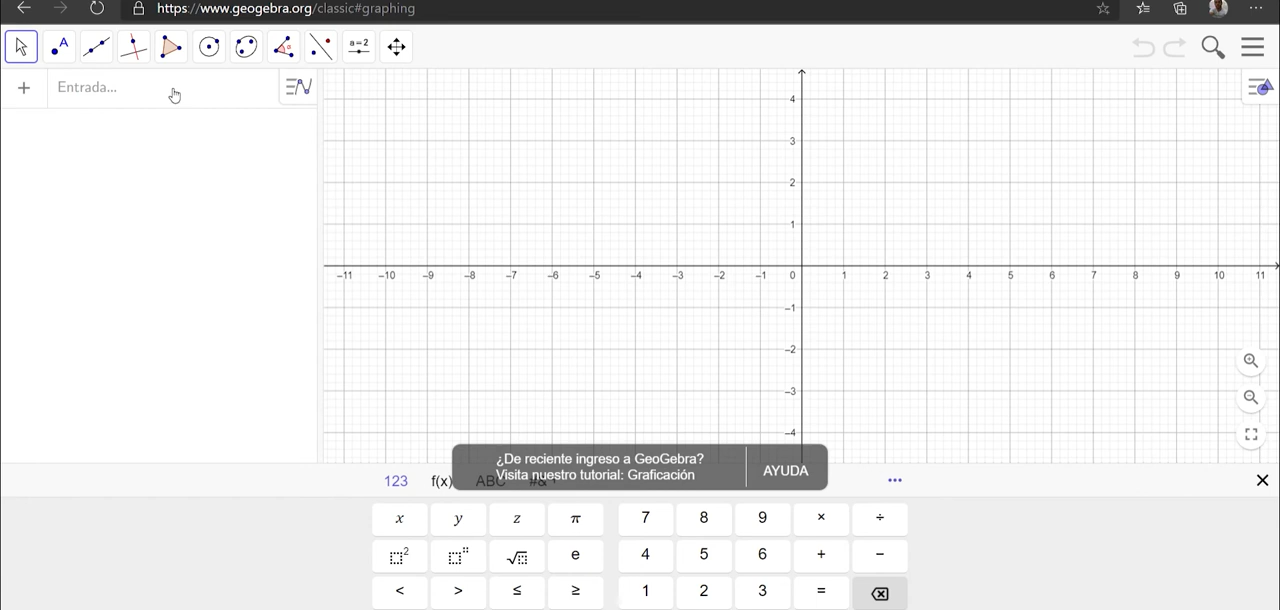 https://www.geogebra.org/classic#graphing
A
a=2
Entrada...
4
3
2
1
-11 -10 -9 -8 -7 -6 -5 -4 -3 -2 -1 0 1 2 3 4 5 6 7 8 9 10 11
-1
-2
-3
-4
¿De reciente ingreso a GeoGebra?
Visita nuestro tutorial: Graficación
AYUDA
123 f(x) ABC
x y z π 7 8 9 × ÷
2 √ e 4 5 6 + −
< > ≤ ≥ 1 2 3 =